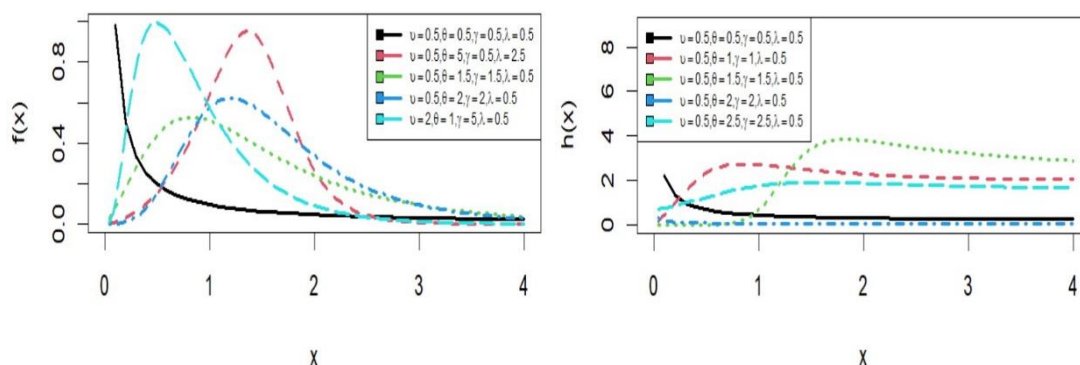 υ=0.5,θ=0.5,γ=0.5,λ=0.5
υ=0.5,θ=5,γ=0.5,λ=2.5
υ=0.5,θ=1.5,γ=1.5,λ=0.5
υ=0.5,θ=2,γ=2,λ=0.5
υ=2,θ=1,γ=5,λ=0.5
f(x)
0.0
0.4
0.8
0 1 2 3 4
x
υ=0.5,θ=0.5,γ=0.5,λ=0.5
υ=0.5,θ=1,γ=1,λ=0.5
υ=0.5,θ=1.5,γ=1.5,λ=0.5
υ=0.5,θ=2,γ=2,λ=0.5
υ=0.5,θ=2.5,γ=2.5,λ=0.5
h(x)
0
2
4
6
8
0 1 2 3 4
x